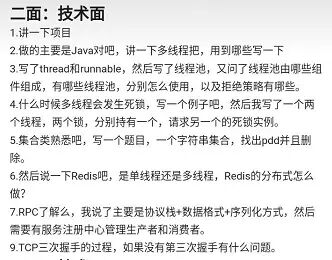 二面：技术面
1.讲一下项目
2.做的主要是Java对吧，讲一下多线程把，用到哪些写一下
3.写了thread和runnable，然后写了线程池，又问了线程池由哪些组
件组成，有哪些线程池，分别怎么使用，以及拒绝策略有哪些。
4.什么时候多线程会发生死锁，写一个例子吧，然后我写了一个两
个线程，两个锁，分别持有一个，请求另一个的死锁实例。
5.集合类熟悉吧，写一个题目，一个字符串集合，找出pdd并且删
除。
6.然后说一下Redis吧，是单线程还是多线程，Redis的分布式怎么
做？
7.RPC了解么，我说了主要是协议栈+数据格式+序列化方式，然后
需要有服务注册中心管理生产者和消费者。
9.TCP三次握手的过程，如果没有第三次握手有什么问题。